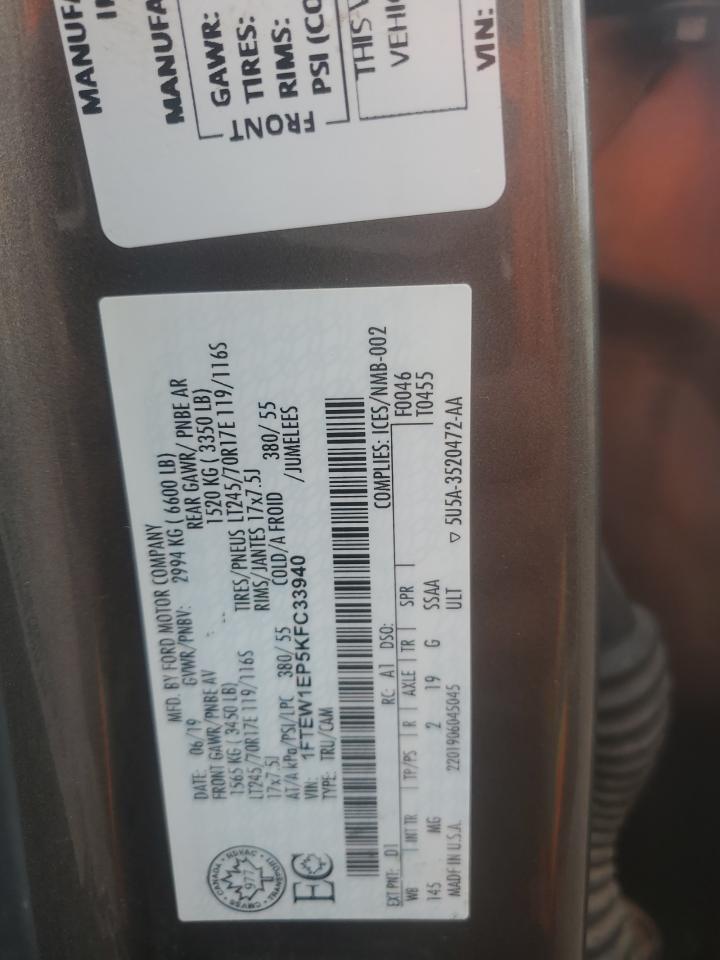 MANUFA
MANUFA
GAWR:
TIRES:
RIMS:
PSI (CO
THIS V
VEHIC
VIN:
MFD. BY FORD MOTOR COMPANY
DATE: 06/19 GVWR/PNBV: 2994 KG ( 6600 LB)
FRONT GAWR/PNBE AV REAR GAWR/ PNBE AR
1565 KG ( 3450 LB) 1520 KG ( 3350 LB)
LT245/70R17E 119/116S TIRES/PNEUS LT245/70R17E 119/116S
17x7.5J RIMS/JANTES 17x7.5J
AT/A kPa/PSI/LPC 380/ 55 COLD/A FROID 380/ 55
VIN: 1FTEW1EP5KFC33940 /JUMELEES
TYPE: TRU/CAM
CANADA
977
EC
COMPLIES: ICES/NMB-002
EXT PNT: D1 RC: A1 DSO: F0046
WB INT TR TP/PS R AXLE TR SPR T0455
145 MG 2 19 G SSAA
ULT
MADE IN U.S.A. 2201906045045 5U5A-3520472-AA